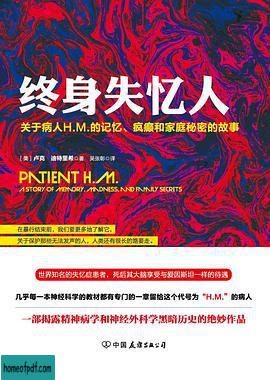 终身失忆人
关于病人H.M.的记忆、疯癫和家庭秘密的故事
[美] 卢克·迪特里希 著 吴张彰 译
PATIENT H.M.
A STORY OF MEMORY, MADNESS, AND FAMILY SECRETS
在暴行结束前，我们要更多地了解它。
关于保护那些无法发声的人，人类还有很长的路要走。
世界知名的失忆症患者，死后其大脑享受与爱因斯坦一样的待遇
几乎每一本神经科学的教材都有专门的一章留给这个代号为“H.M.”的病人
一部揭露精神病学和神经外科学黑暗历史的绝妙作品
中国友谊出版公司
homeofpdf.com
homeofpdf.com